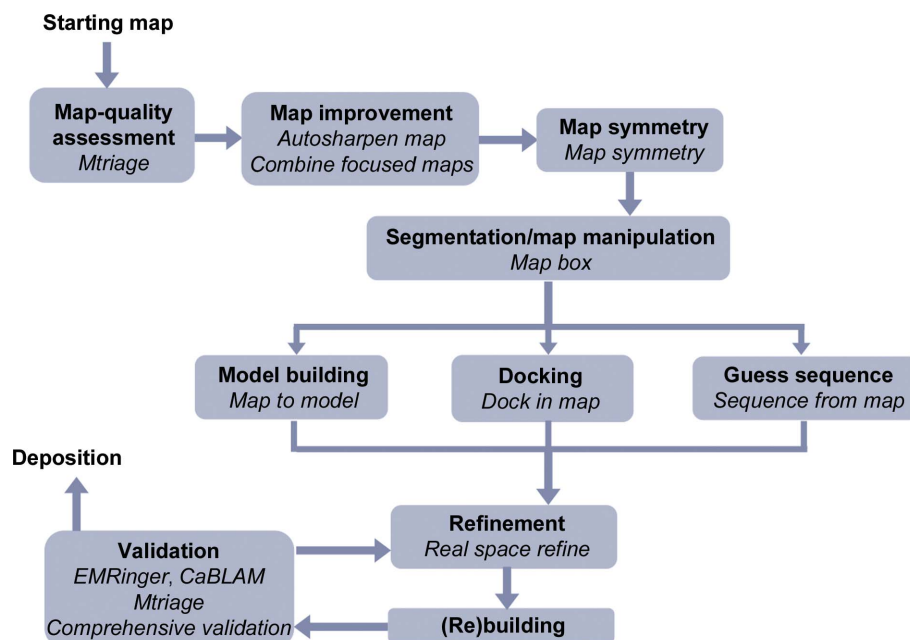 Starting map
Map-quality
assessment
Mtriage
Map improvement
Autosharpen map
Combine focused maps
Map symmetry
Map symmetry
Segmentation/map manipulation
Map box
Model building
Map to model
Docking
Dock in map
Guess sequence
Sequence from map
Deposition
Refinement
Real space refine
Validation
EMRinger, CaBLAM
Mtriage
Comprehensive validation
(Re)building